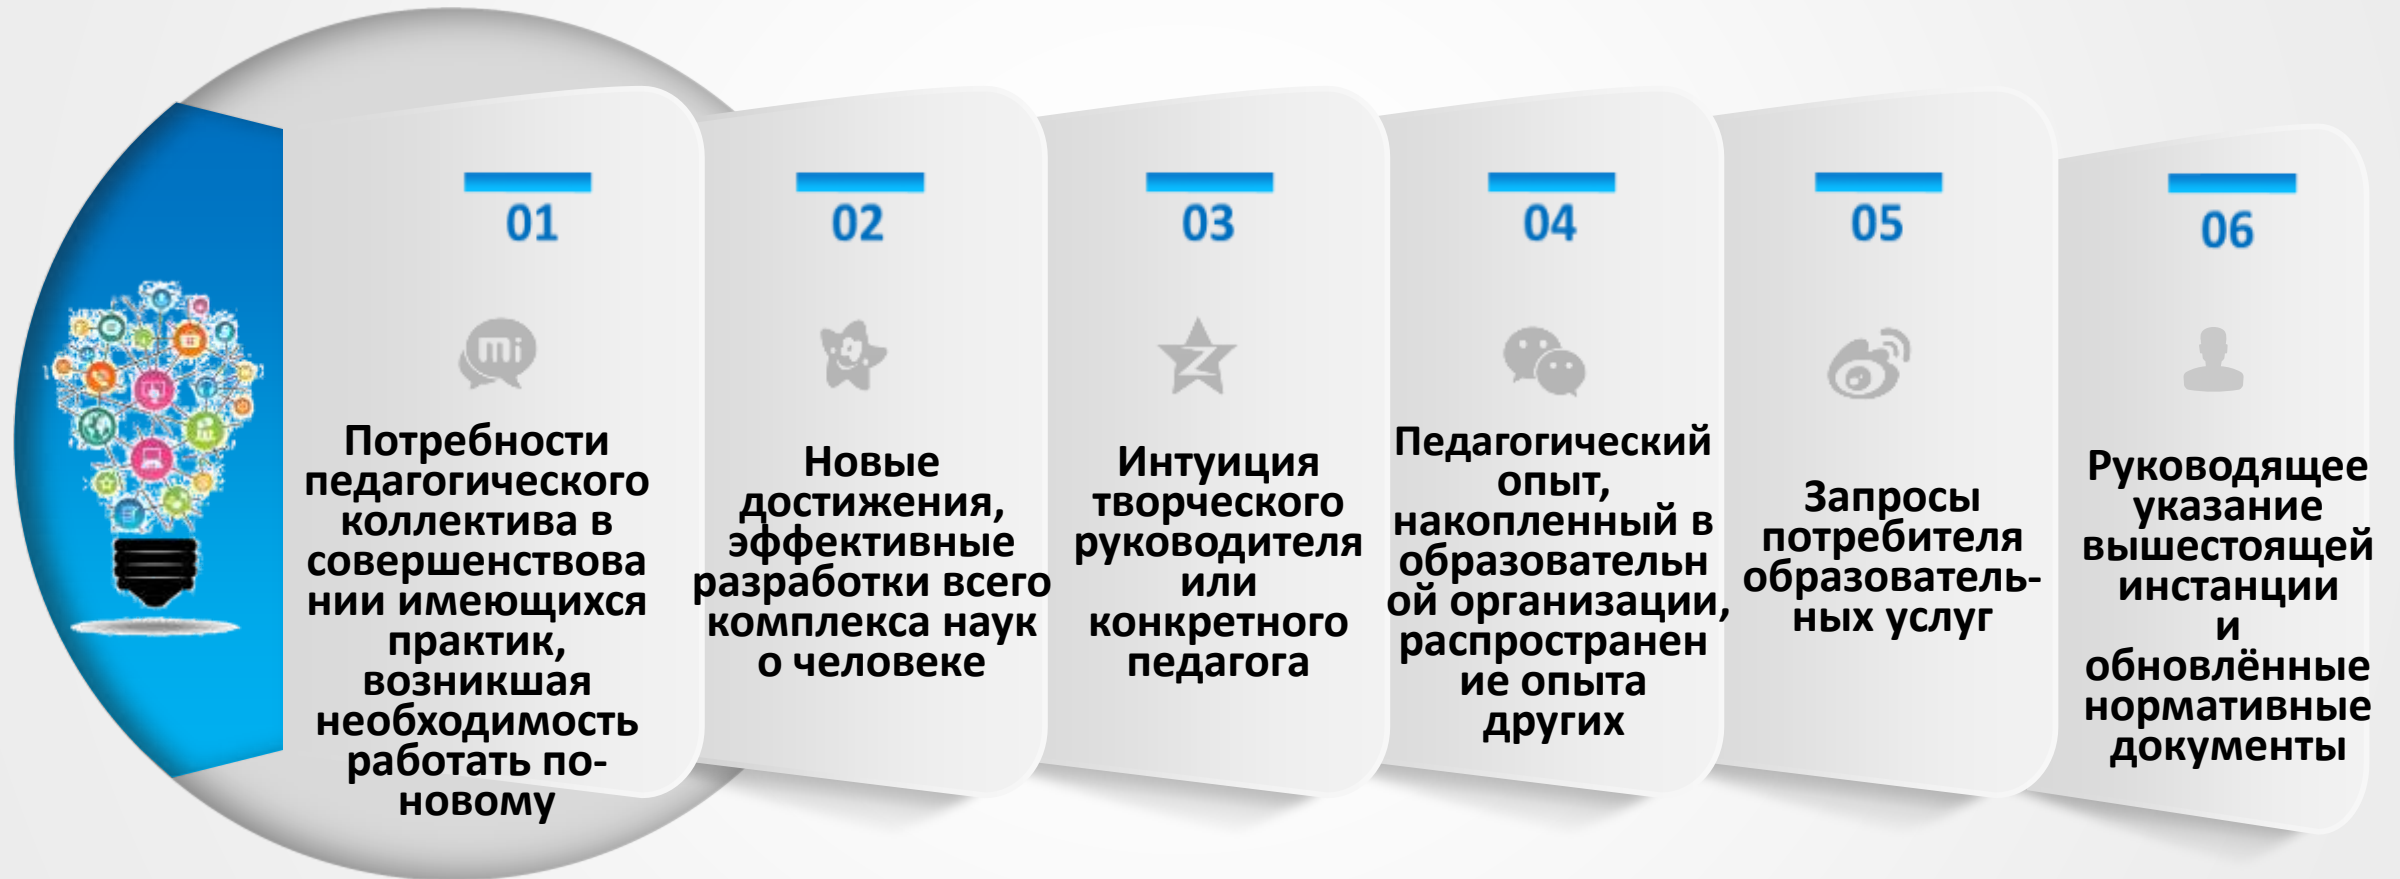 01
Потребности
педагогического
коллектива в
совершенствова
нии имеющихся
практик,
возникшая
необходимость
работать по-
новому
02
Новые
достижения,
эффективные
разработки всего
комплекса наук
о человеке
03
Интуиция
творческого
руководителя
или
конкретного
педагога
04
Педагогический
опыт,
накопленный в
образовательн
ой организации,
распространен
ие опыта
других
05
Запросы
потребителя
образователь-
ных услуг
06
Руководящее
указание
вышестоящей
инстанции
и
обновлённые
нормативные
документы
mi
Z